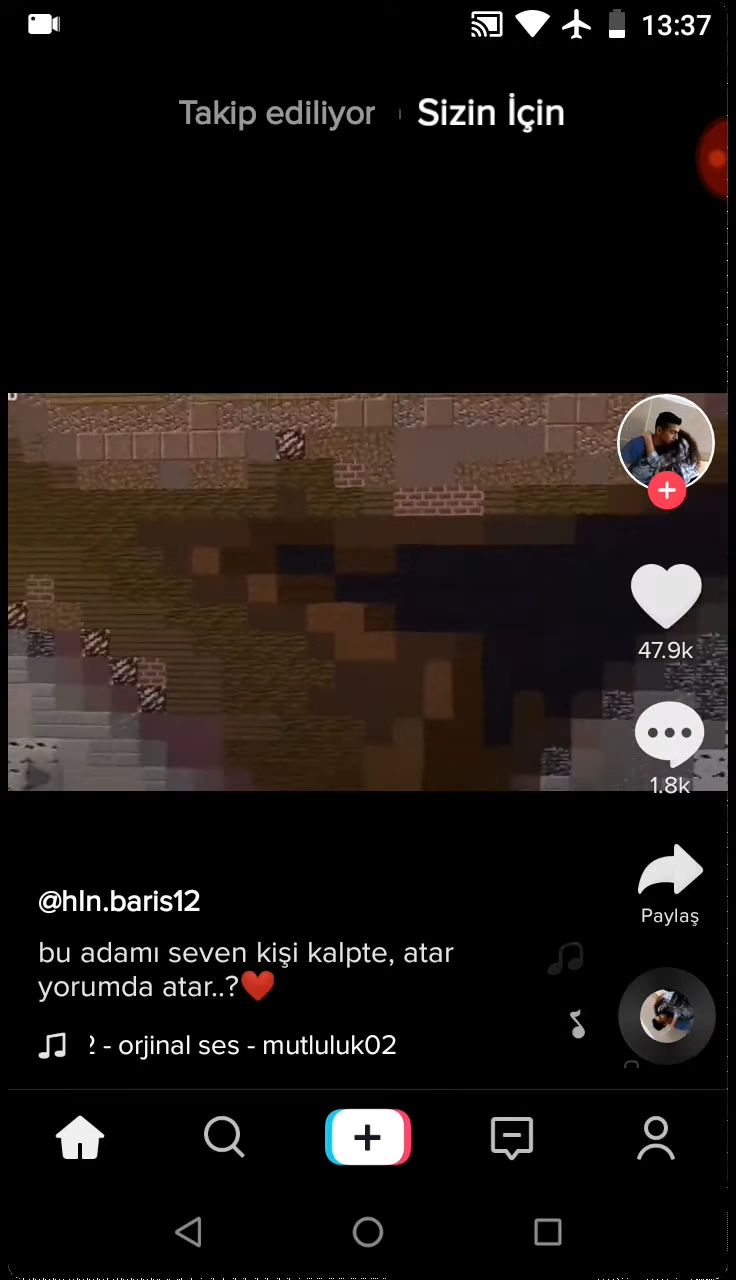 13:37
Takip ediliyor
Sizin İçin
47.9k
1.8k
Paylaş
@hln.baris12
bu adamı seven kişi kalpte, atar
yorumda atar..?❤️
- orjinal ses - mutluluk02